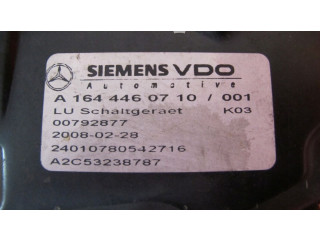 SIEMENS VDO
Automotive
A 164 446 07 10 / 001
LU Schaltgeraet K03
00792877
2008-02-28
24010780542716
A2C53238787